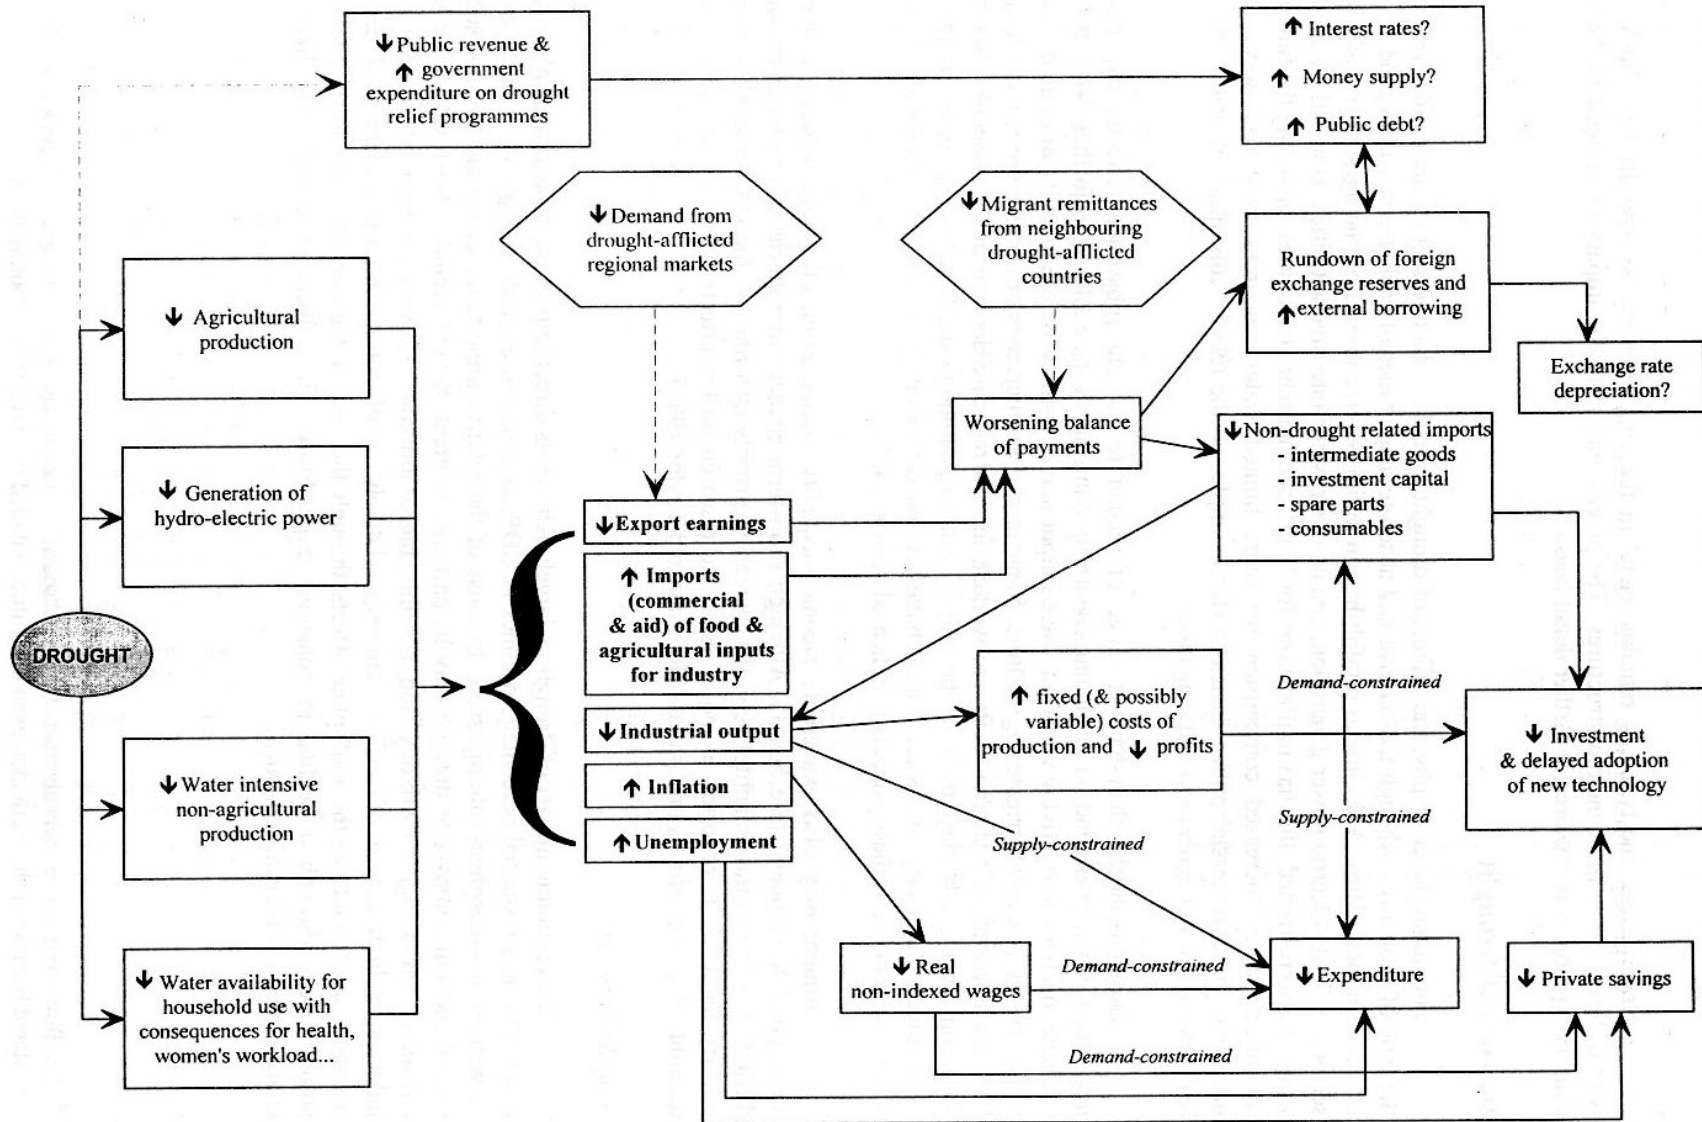 ↓ Public revenue &
↑ government
expenditure on drought
relief programmes
↑ Interest rates?
↑ Money supply?
↑ Public debt?
↓ Demand from
drought-afflicted
regional markets
↓ Migrant remittances
from neighbouring
drought-afflicted
countries
Rundown of foreign
exchange reserves and
↑ external borrowing
Exchange rate
depreciation?
↓ Agricultural
production
↓ Generation of
hydro-electric power
DROUGHT
↓ Water intensive
non-agricultural
production
↓ Water availability for
household use with
consequences for health,
women's workload...
Worsening balance
of payments
↓ Non-drought related imports
- intermediate goods
- investment capital
- spare parts
- consumables
↓ Export earnings
↑ Imports
(commercial
& aid) of food &
agricultural inputs
for industry
↓ Industrial output
↑ Inflation
↑ Unemployment
↑ fixed (& possibly
variable) costs of
production and ↓ profits
Demand-constrained
Supply-constrained
Supply-constrained
↓ Investment
& delayed adoption
of new technology
↓ Real
non-indexed wages
Demand-constrained
↓ Expenditure
↓ Private savings
Demand-constrained